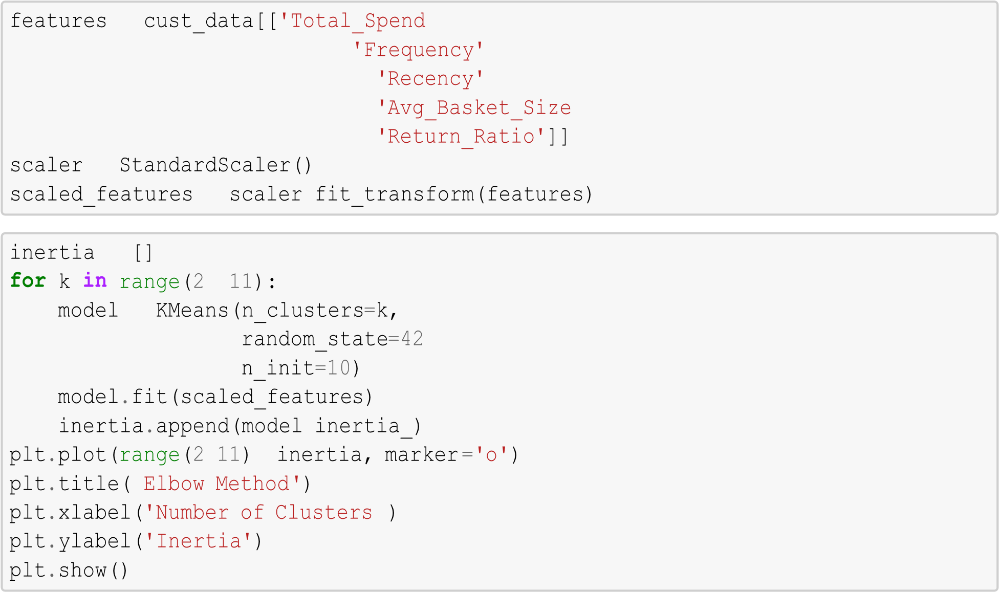 features   cust_data[['Total_Spend
'Frequency'
'Recency'
'Avg_Basket_Size
'Return_Ratio']]
scaler   StandardScaler()
scaled_features   scaler fit_transform(features)
inertia   []
for k in range(2  11):
    model   KMeans(n_clusters=k,
                   random_state=42
                   n_init=10)
    model.fit(scaled_features)
    inertia.append(model inertia_)
plt.plot(range(2 11)  inertia, marker='o')
plt.title( Elbow Method')
plt.xlabel('Number of Clusters )
plt.ylabel('Inertia')
plt.show()